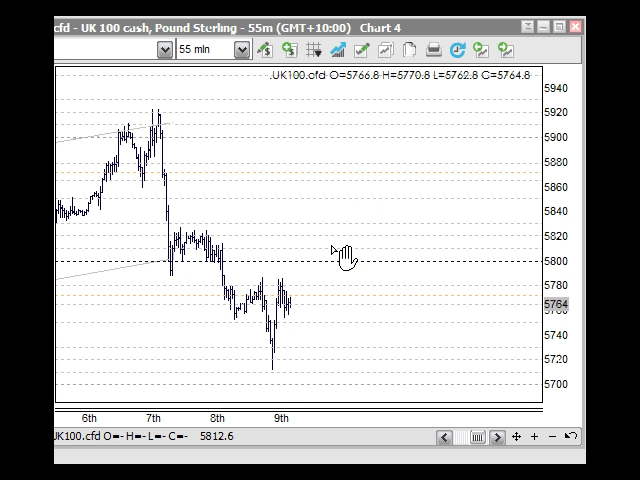 cfd - UK 100 cash, Pound Sterling - 55m (GMT+10:00) Chart 4
55 min
.UK100.cfd O=5766.8 H=5770.8 L=5762.8 C=5764.8
5940
5920
5900
5880
5860
5840
5820
5800
5780
5764
5740
5720
5700
6th 7th 8th 9th
UK100.cfd O=- H=- L=- C=- 5812.6